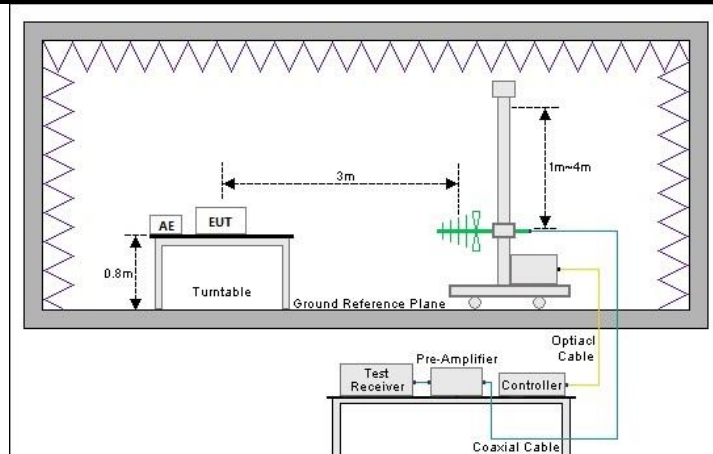 3m
1m~4m
AE
EUT
0.8m
Turntable
Ground Reference Plane
Optiacl
Cable
Pre-Amplifier
Test
Receiver
Controller
Coaxial Cable